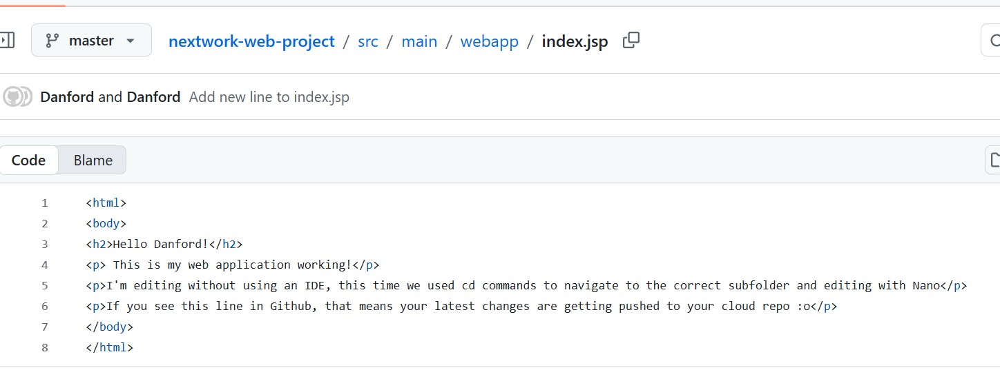 master nextwork-web-project / src / main / webapp / index.jsp
Danford and Danford Add new line to index.jsp
Code Blame
1 <html>
2 <body>
3 <h2>Hello Danford!</h2>
4 <p> This is my web application working!</p>
5 <p>I'm editing without using an IDE, this time we used cd commands to navigate to the correct subfolder and editing with Nano</p>
6 <p>If you see this line in Github, that means your latest changes are getting pushed to your cloud repo :o</p>
7 </body>
8 </html>